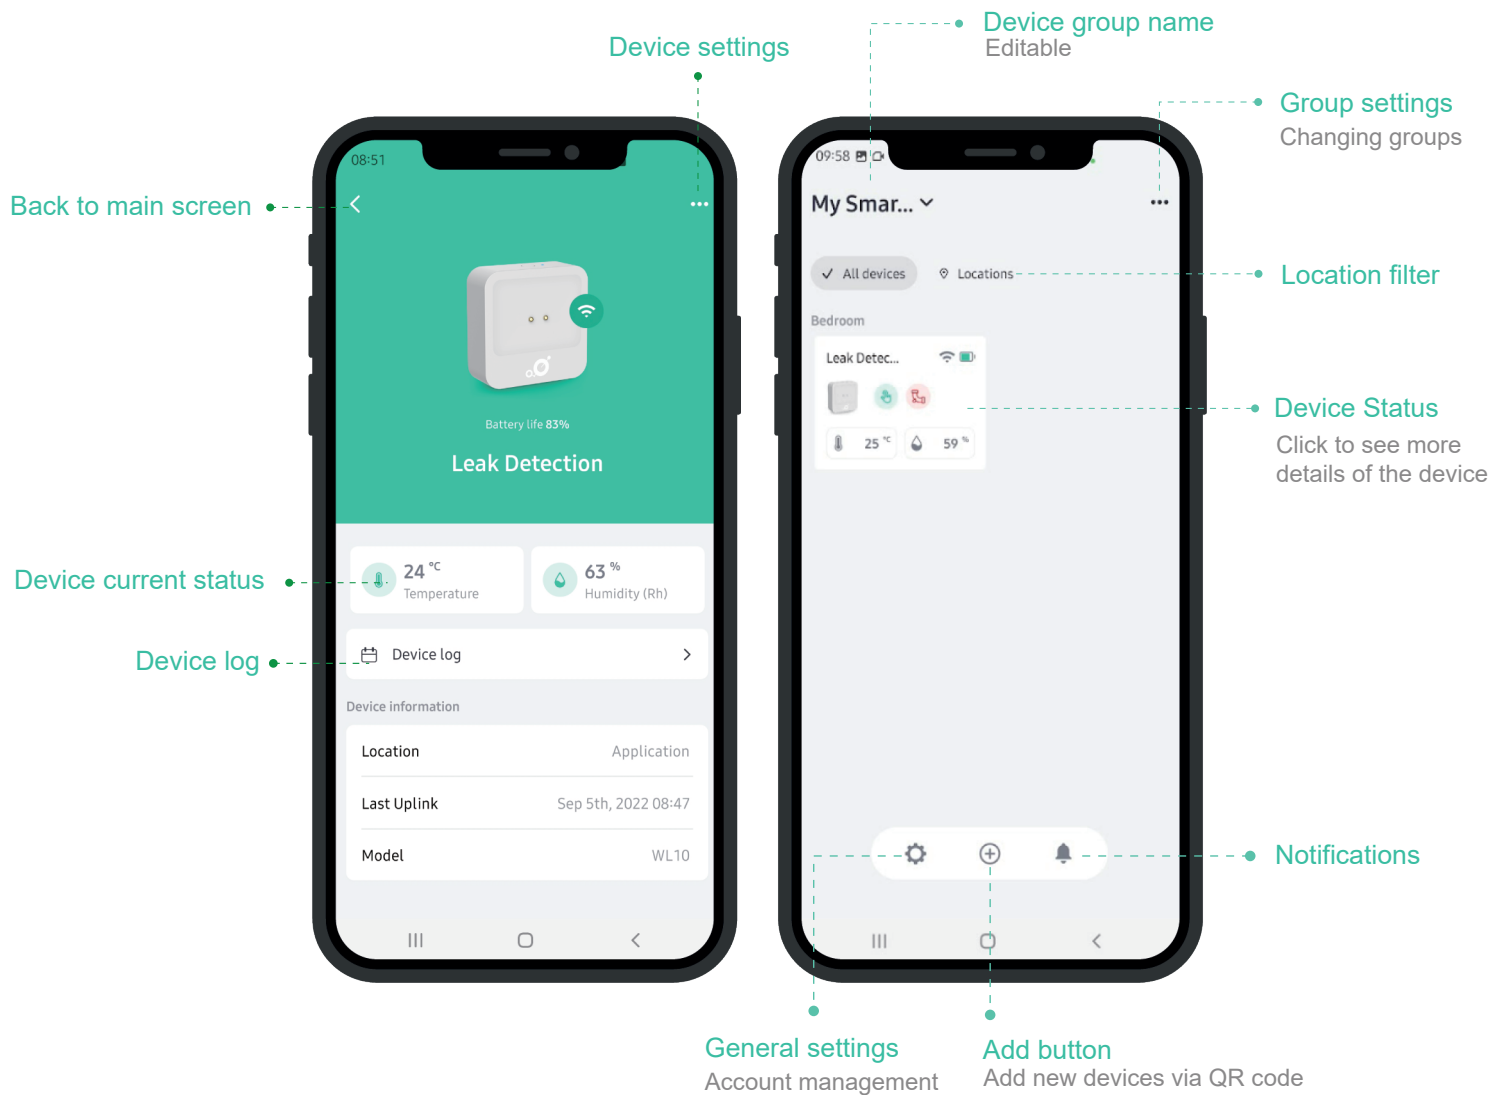 Device group name
Editable
Device settings
Group settings
Changing groups
08:51
09:58
Back to main screen
My Smar...
All devices
Locations
Location filter
Bedroom
Leak Detec...
Battery life 83%
Leak Detection
25 °C
59 %
Device Status
Click to see more
details of the device
Device current status
24 °C
Temperature
63 %
Humidity (Rh)
Device log
Device log
Device information
Location
Application
Last Uplink
Sep 5th, 2022 08:47
Model
WL10
Notifications
General settings
Account management
Add button
Add new devices via QR code